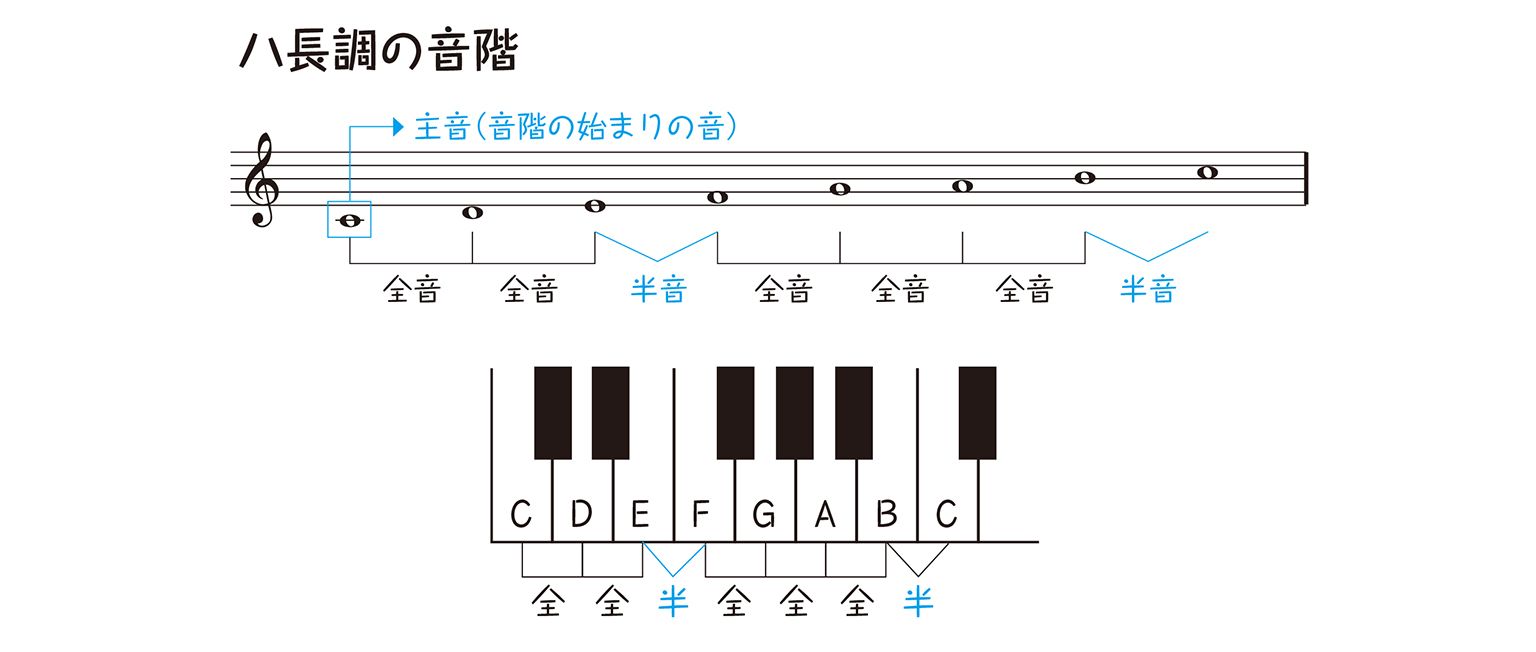 ハ長調の音階
主音(音階の始まりの音)
全音 全音 半音 全音 全音 全音 半音
C D E F G A B C
全 全 半 全 全 全 半